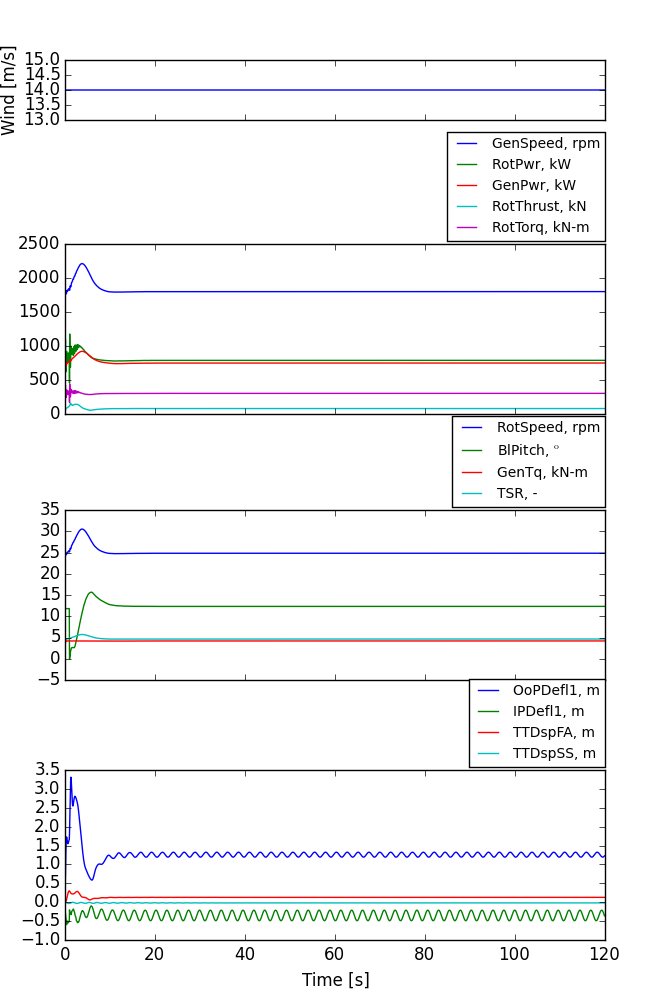 Wind [m/s]
15.0
14.5
14.0
13.5
13.0
GenSpeed, rpm
RotPwr, kW
GenPwr, kW
RotThrust, kN
RotTorq, kN-m
2500
2000
1500
1000
500
0
RotSpeed, rpm
BlPitch, °
GenTq, kN-m
TSR, -
35
30
25
20
15
10
5
0
−5
OoPDefl1, m
IPDefl1, m
TTDspFA, m
TTDspSS, m
3.5
3.0
2.5
2.0
1.5
1.0
0.5
0.0
−0.5
−1.0
0 20 40 60 80 100 120
Time [s]